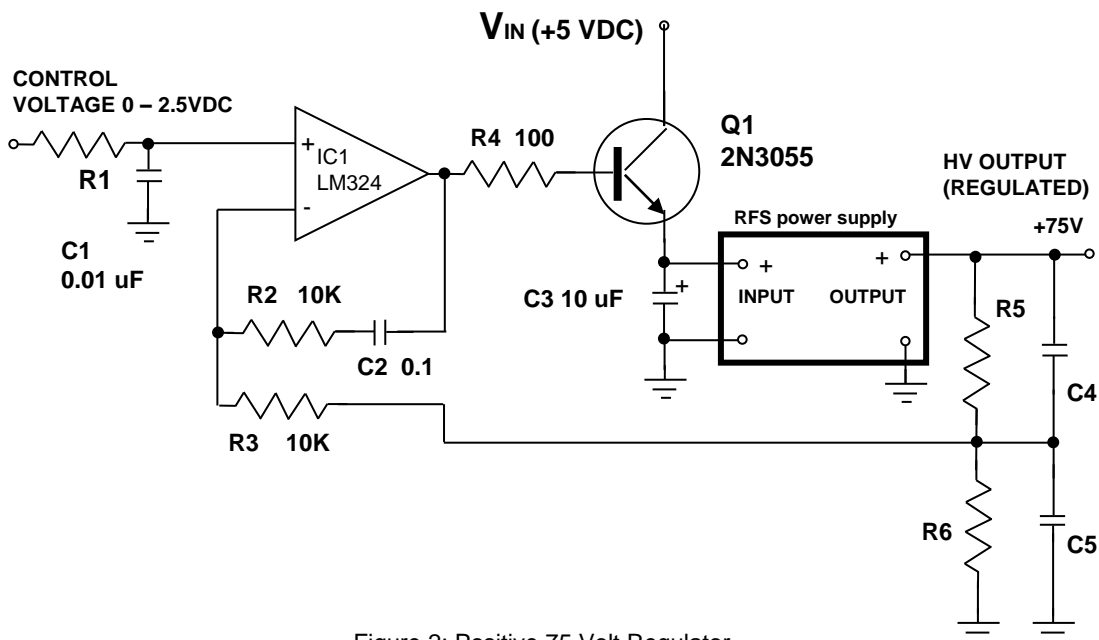 VIN (+5 VDC)
CONTROL
VOLTAGE 0 – 2.5VDC
R1
C1
0.01 uF
+
IC1
LM324
-
R4 100
Q1
2N3055
HV OUTPUT
(REGULATED)
+75V
RFS power supply
+
+
INPUT
OUTPUT
+
C3 10 uF
R2 10K
C2 0.1
R3 10K
R5
C4
R6
C5
Figure 2: Positive 75 Volt Regulator